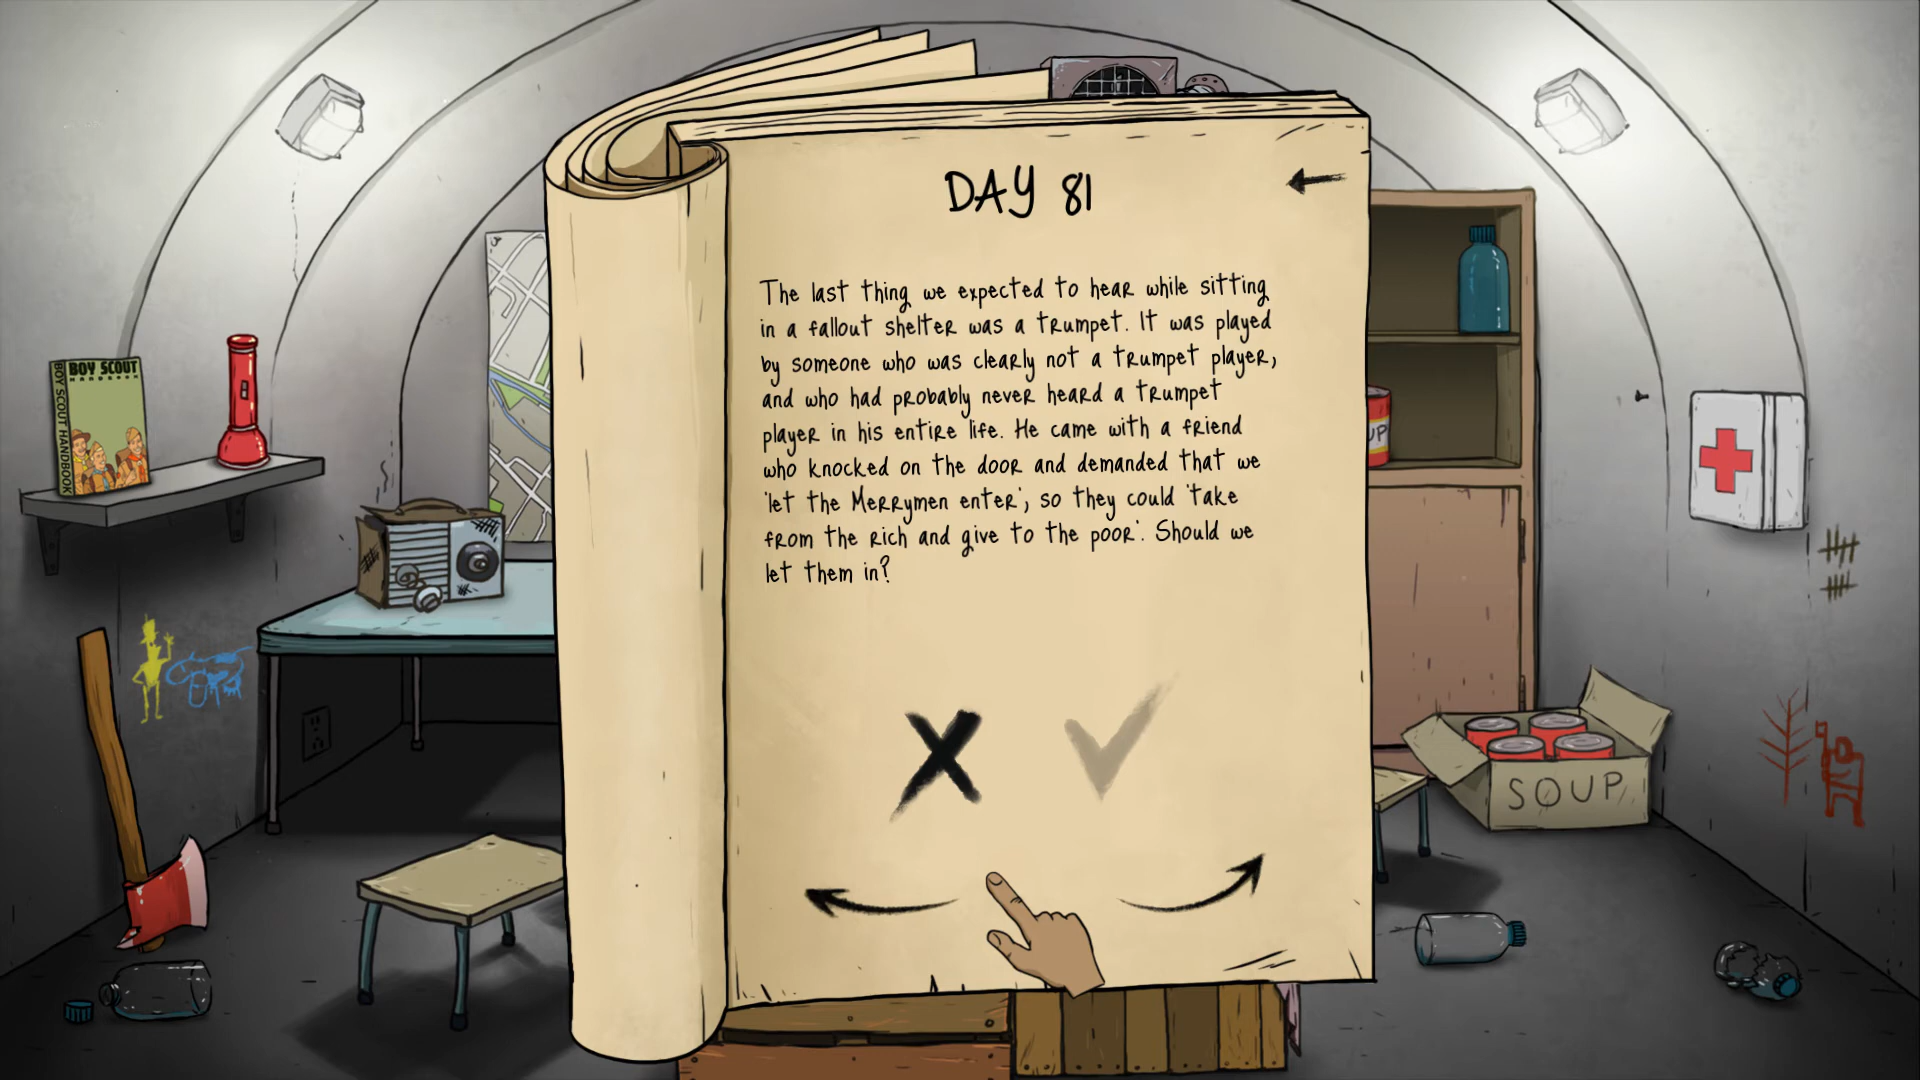 DAY 81
The last thing we expected to hear while sitting
in a fallout shelter was a trumpet. It was played
by someone who was clearly not a trumpet player,
and who had probably never heard a trumpet
player in his entire life. He came with a friend
who knocked on the door and demanded that we
'let the Merrymen enter', so they could 'take
from the rich and give to the poor'. Should we
let them in?
BOY SCOUT
HANDBOOK
BOY SCOUT HANDBOOK
UP
SOUP